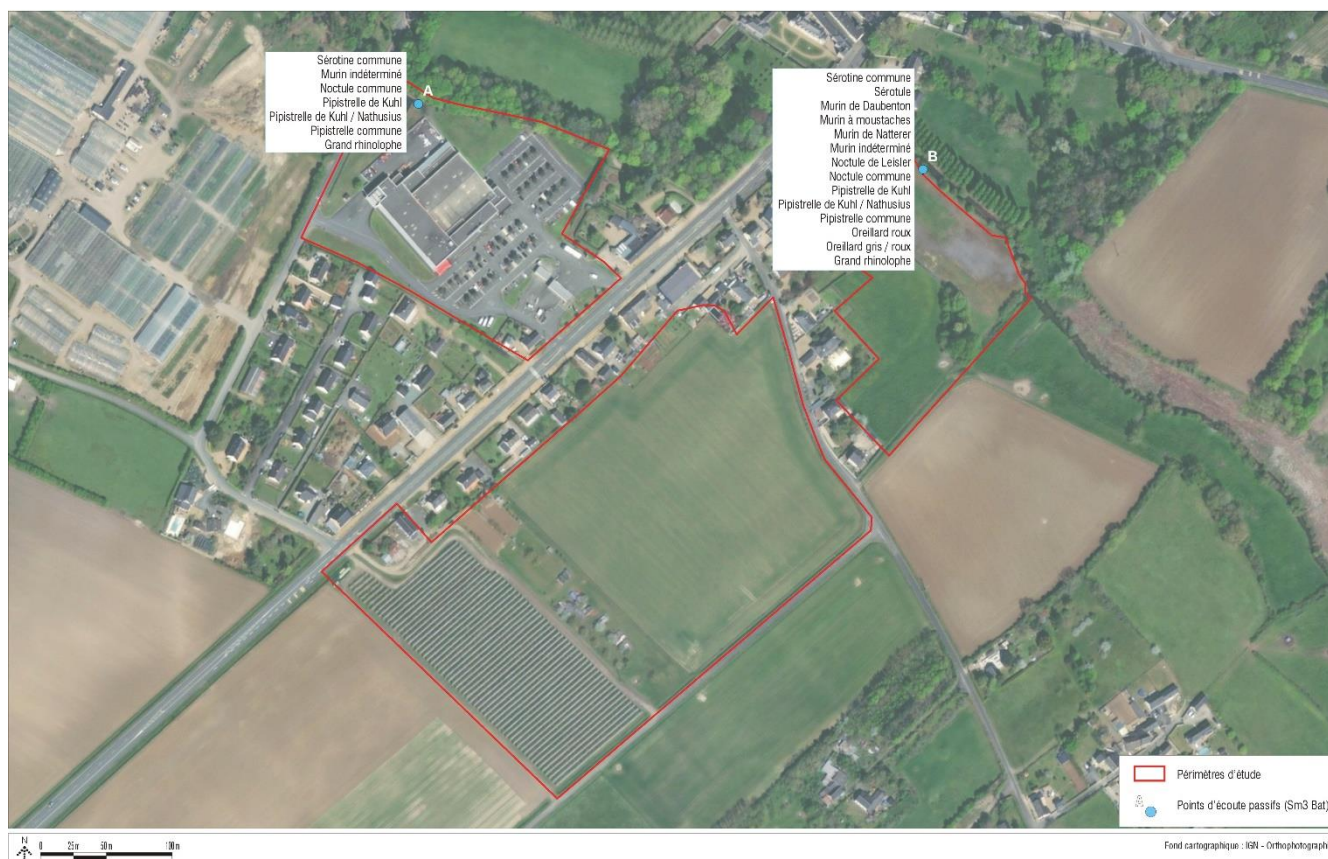 Sérotine commune
Murin indéterminé
Noctule commune
Pipistrelle de Kuhl
Pipistrelle de Kuhl / Nathusius
Pipistrelle commune
Grand rhinolophe
A
Sérotine commune
Sérotule
Murin de Daubenton
Murin à moustaches
Murin de Natterer
Murin indéterminé
Noctule de Leisler
Noctule commune
Pipistrelle de Kuhl
Pipistrelle de Kuhl / Nathusius
Pipistrelle commune
Oreillard roux
Oreillard gris / roux
Grand rhinolophe
B
Périmètres d'étude
Points d'écoute passifs (Sm3 Bat)
N
0 25m 50m 100m
Fond cartographique : IGN - Orthophotographi